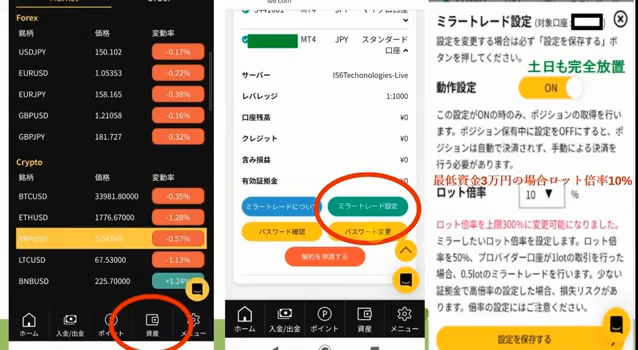 Forex
銘柄 価格 変動率
USDJPY 150.102 -0.17%
EURUSD 1.05353 -0.22%
EURJPY 158.165 -0.38%
GBPUSD 1.21058 -0.16%
GBPJPY 181.727 -0.32%
Crypto
銘柄 価格 変動率
BTCUSD 33981.80000 -0.35%
ETHUSD 1776.67000 -1.28%
XRPUSD -0.57%
LTCUSD 67.53000 -1.13%
BNBUSD 225.70000 +1.24%
ホーム 入金/出金 ポイント 資産 メニュー
MT4 JPY スタンダード
口座
サーバー IS6Techonologies-Live
レバレッジ 1:1000
口座残高 ¥0
クレジット ¥0
含み損益 ¥0
有効証拠金 ¥0
ミラートレードについて ミラートレード設定
パスワード確認 パスワード変更
解約を申請する
ホーム 入金/出金 ポイント 資産 メニュー
ミラートレード設定 (対象口座:
設定を変更する場合は必ず「設定を保存する」ボ
タンを押してください。
土日も完全放置
動作設定 ON
この設定がONの時のみ、ポジションの取得を行い
ます。ポジション保有中に設定をOFFにすると、ポ
ジションは自動で決済されず、手動による決済を
行う必要があります。
最低資金3万円の場合ロット倍率10%
ロット倍率 10 ▼ %
ロット倍率を上限300%に変更可能になりました。
ミラーしたいロット倍率を設定します。ロット倍
率を50%、プロバイダー口座が1lotの取引を行った
場合、0.5lotのミラートレードを行います。少ない
証拠金で高倍率の設定した場合、損失リスクがあ
ります。倍率の設定にはご注意ください。
設定を保存する